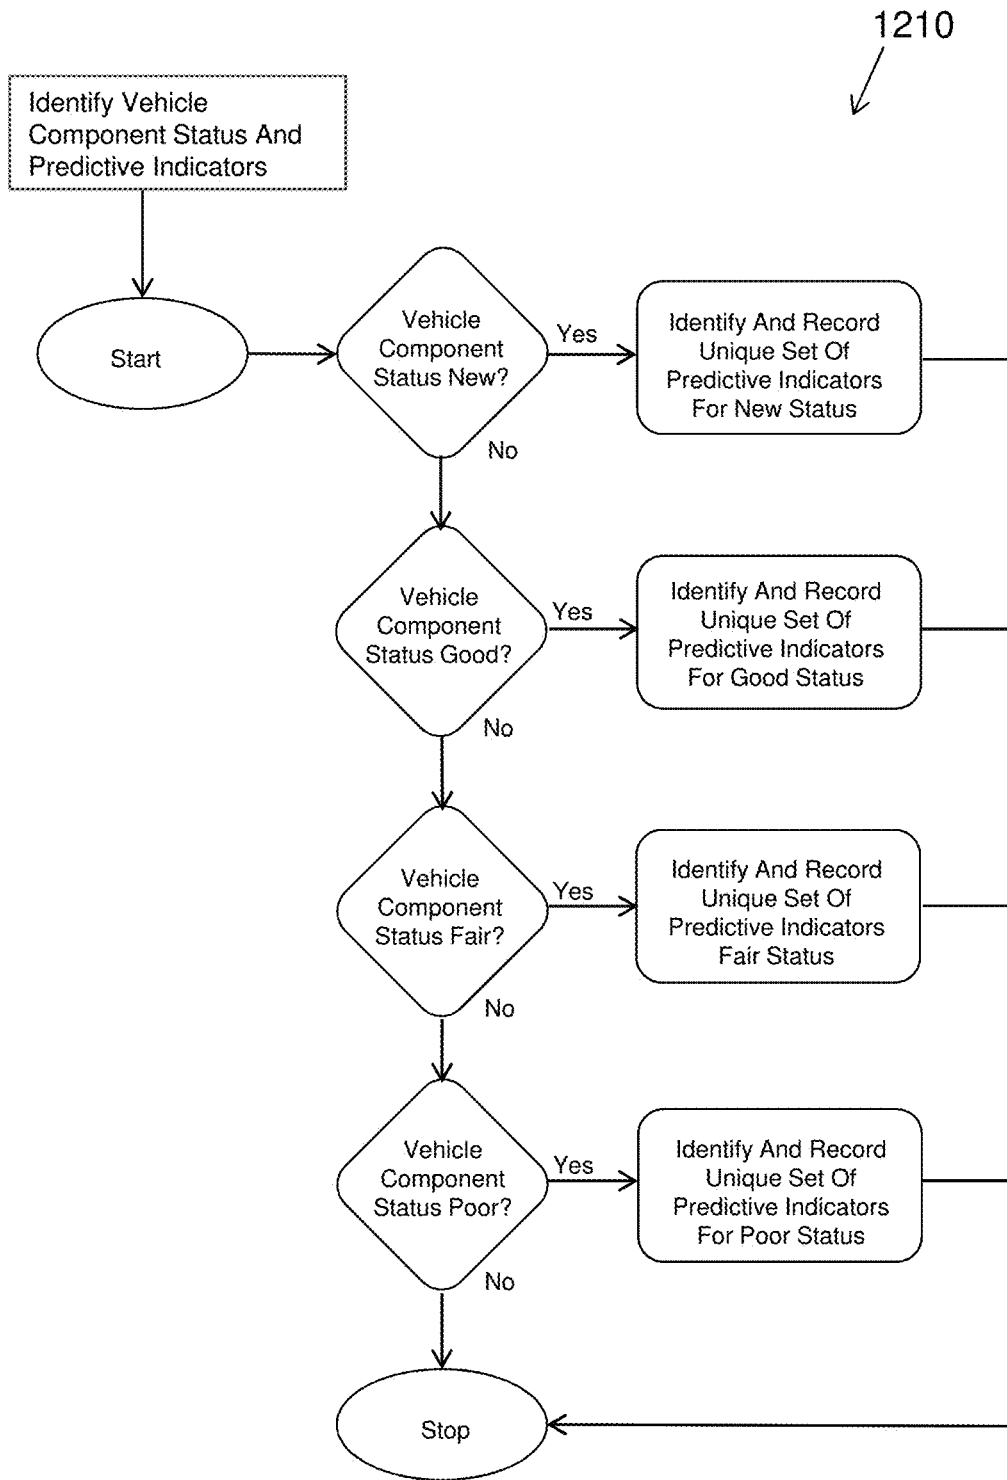 1210
Identify Vehicle
Component Status And
Predictive Indicators
Start
Vehicle
Component
Status New?
Yes
Identify And Record
Unique Set Of
Predictive Indicators
For New Status
No
Vehicle
Component
Status Good?
Yes
Identify And Record
Unique Set Of
Predictive Indicators
For Good Status
No
Vehicle
Component
Status Fair?
Yes
Identify And Record
Unique Set Of
Predictive Indicators
Fair Status
No
Vehicle
Component
Status Poor?
Yes
Identify And Record
Unique Set Of
Predictive Indicators
For Poor Status
No
Stop